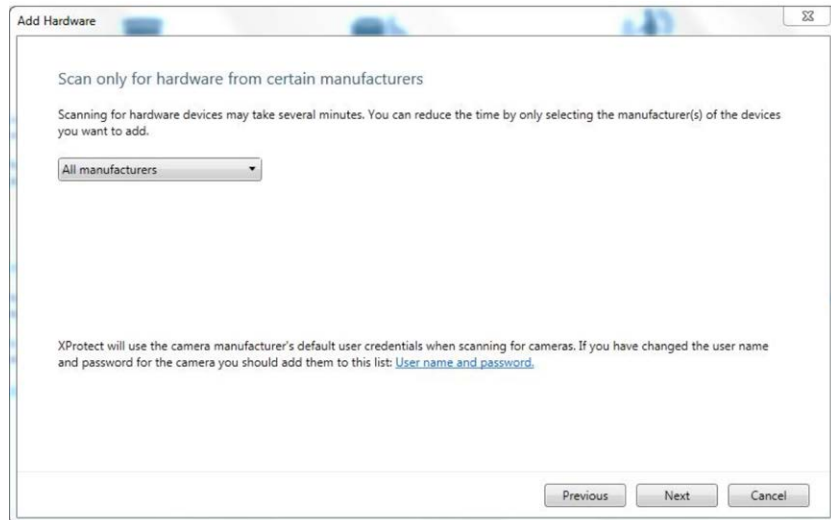 Add Hardware
Scan only for hardware from certain manufacturers
Scanning for hardware devices may take several minutes. You can reduce the time by only selecting the manufacturer(s) of the devices
you want to add.
All manufacturers
XProtect will use the camera manufacturer's default user credentials when scanning for cameras. If you have changed the user name
and password for the camera you should add them to this list: User name and password.
Previous Next Cancel